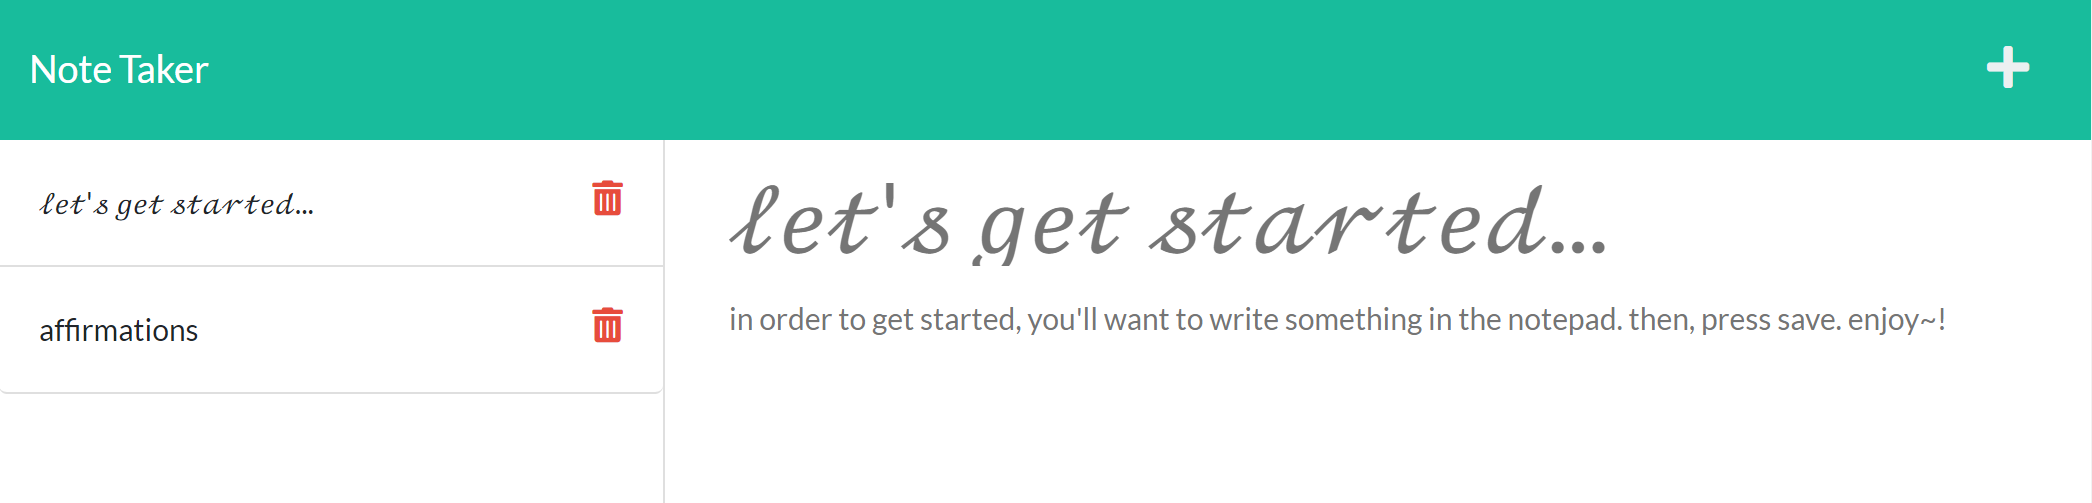 Note Taker
𝓁𝑒𝓉'𝓈 𝑔𝑒𝓉 𝓈𝓉𝒶𝓇𝓉𝑒𝒹...
affirmations
𝓁𝑒𝓉'𝓈 𝑔𝑒𝓉 𝓈𝓉𝒶𝓇𝓉𝑒𝒹...
in order to get started, you'll want to write something in the notepad. then, press save. enjoy~!